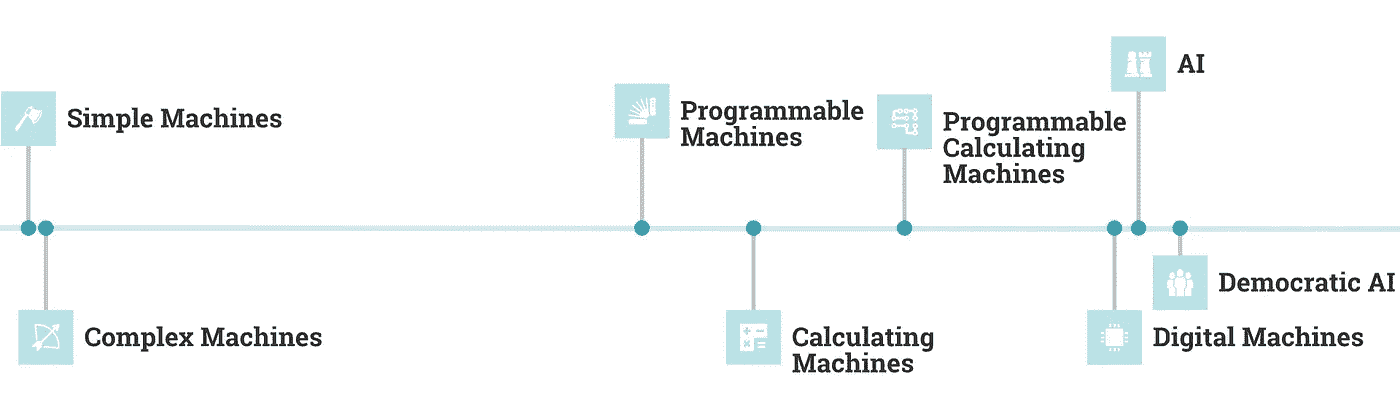 Simple Machines
Complex Machines
Programmable
Machines
Calculating
Machines
Programmable
Calculating
Machines
Digital Machines
AI
Democratic AI